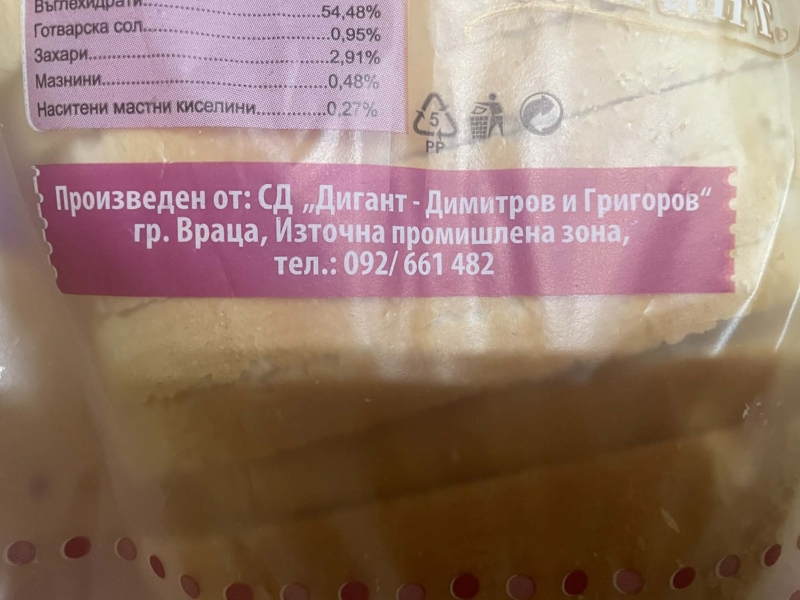 Въглехидрати..................54,48%
Готварска сол..................0,95%
Захари..................2,91%
Мазнини..................0,48%
Наситени мастни киселини..................0,27%
5
PP
Произведен от: СД „Дигант - Димитров и Григоров“
гр. Враца, Източна промишлена зона,
тел.: 092/ 661 482